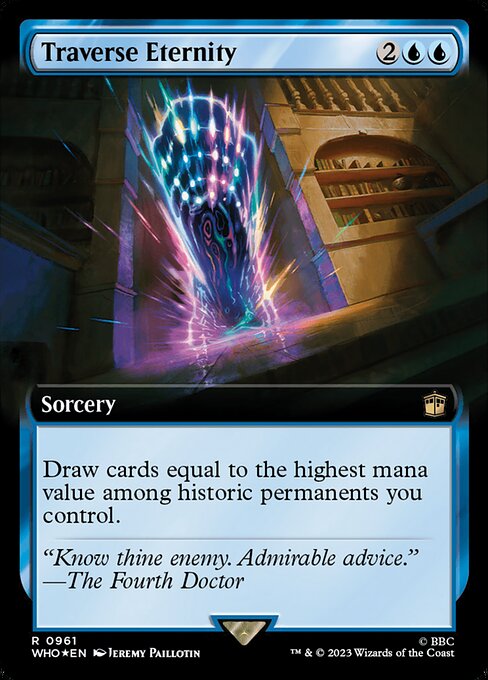 Traverse Eternity 2
Sorcery
Draw cards equal to the highest mana
value among historic permanents you
control.
“Know thine enemy. Admirable advice.”
—The Fourth Doctor
R 0961
WHO★EN JEREMY PAILLOTIN
© BBC
™ & © 2023 Wizards of the Coast